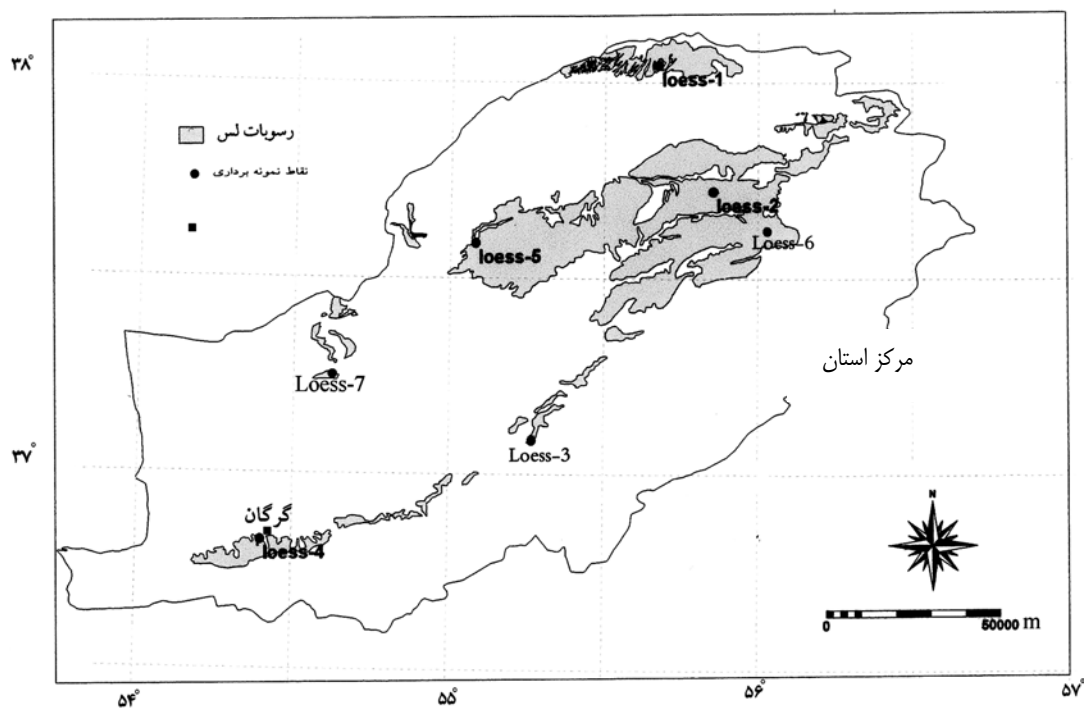 ۳۸°
loess-1
رسوبات لس
نقاط نمونه برداری
loess-2
Loess-6
loess-5
مرکز استان
Loess-7
Loess-3
۳۷°
گرگان
loess-4
N
0 50000 m
۵۴° ۵۵° ۵۶° ۵۷°